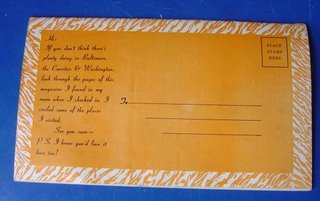 Hi:
If you don't think there's
plenty doing in Baltimore,
the Counties & Washington,
look through the pages of this
magazine I found in my
room when I checked in. I
circled some of the places
I visited.
See you soon—
P.S. I know you'd love it
here too!
PLACE
STAMP
HERE
To